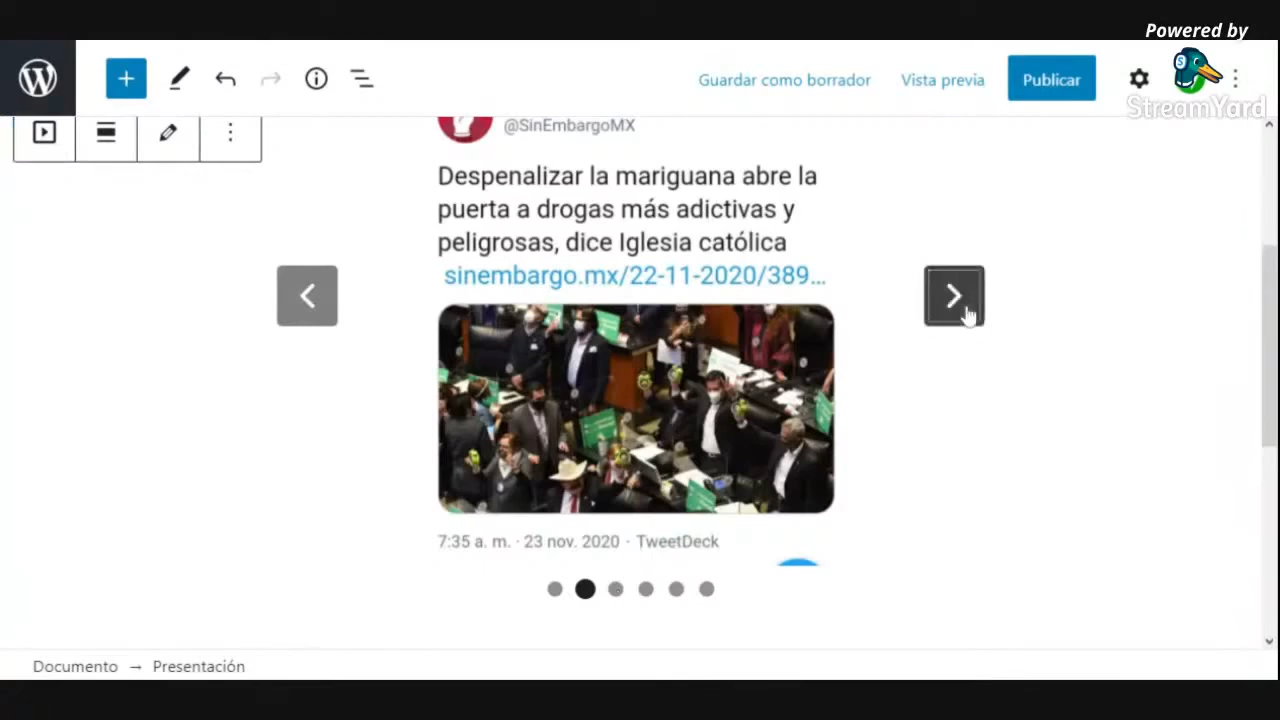 Powered by
StreamYard
Guardar como borrador
Vista previa
Publicar
@SinEmbargoMX
Despenalizar la mariguana abre la
puerta a drogas más adictivas y
peligrosas, dice Iglesia católica
sinembargo.mx/22-11-2020/389...
7:35 a. m. · 23 nov. 2020 · TweetDeck
Documento → Presentación